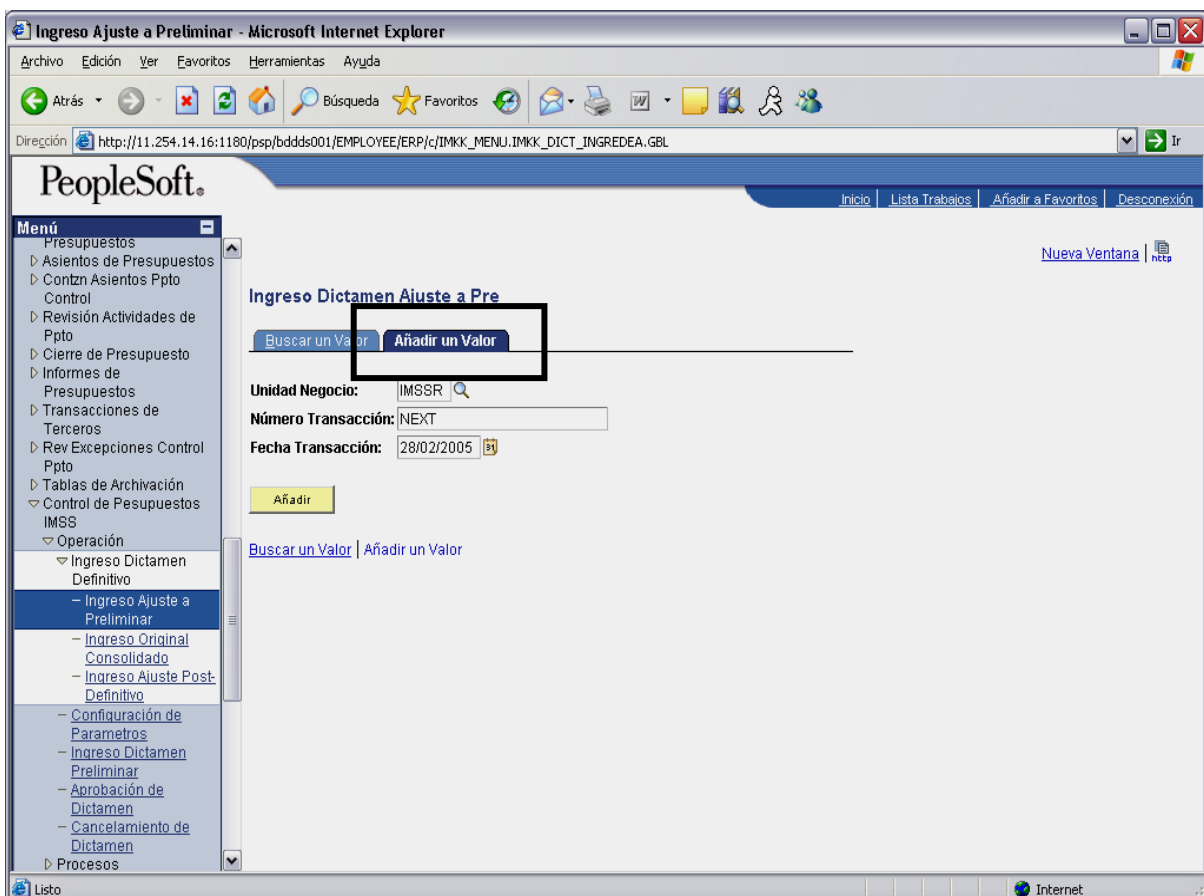 Ingreso Ajuste a Preliminar - Microsoft Internet Explorer
Archivo Edición Ver Favoritos Herramientas Ayuda
Atrás Búsqueda Favoritos
Dirección http://11.254.14.16:1180/psp/bddds001/EMPLOYEE/ERP/c/IMKK_MENU.IMKK_DICT_INGREDEA.GBL Ir
PeopleSoft.
Inicio Lista Trabajos Añadir a Favoritos Desconexión
Menú
Presupuestos
Asientos de Presupuestos
Contzn Asientos Ppto
Control
Revisión Actividades de
Ppto
Cierre de Presupuesto
Informes de
Presupuestos
Transacciones de
Terceros
Rev Excepciones Control
Ppto
Tablas de Archivación
Control de Pesupuestos
IMSS
Operación
Ingreso Dictamen
Definitivo
– Ingreso Ajuste a
Preliminar
– Ingreso Original
Consolidado
– Ingreso Ajuste Post-
Definitivo
– Configuración de
Parametros
– Ingreso Dictamen
Preliminar
– Aprobación de
Dictamen
– Cancelamiento de
Dictamen
Procesos
Nueva Ventana | http
Ingreso Dictamen Ajuste a Pre
Buscar un Valor Añadir un Valor
Unidad Negocio: IMSSR
Número Transacción: NEXT
Fecha Transacción: 28/02/2005 31
Añadir
Buscar un Valor | Añadir un Valor
Listo Internet